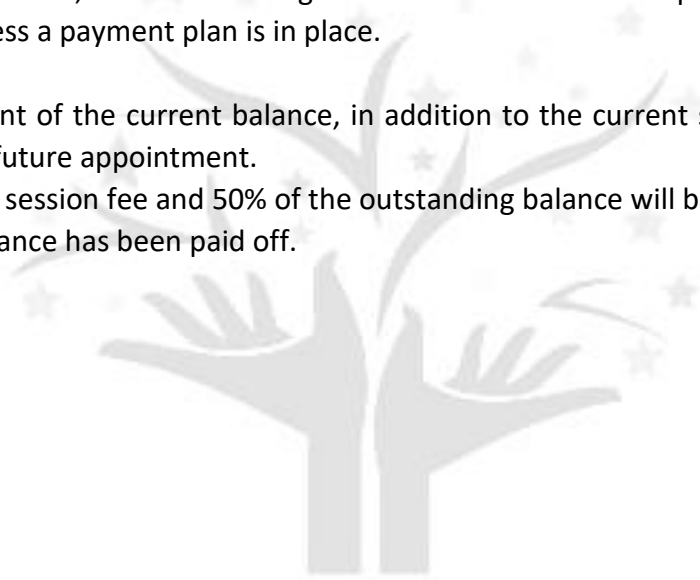 ess a payment plan is in place.
nt of the current balance, in addition to the current
future appointment.
session fee and 50% of the outstanding balance will b
ance has been paid off.